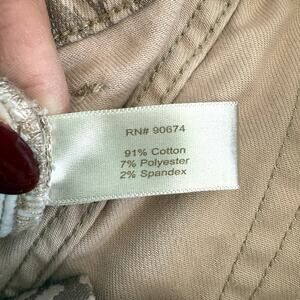 RN# 90674
91% Cotton
7% Polyester
2% Spandex